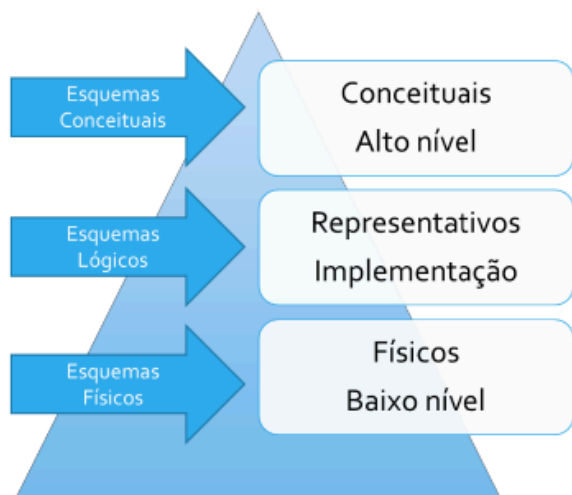 Esquemas
Conceituais
Conceituais
Alto nível
Esquemas
Lógicos
Representativos
Implementação
Esquemas
Físicos
Físicos
Baixo nível